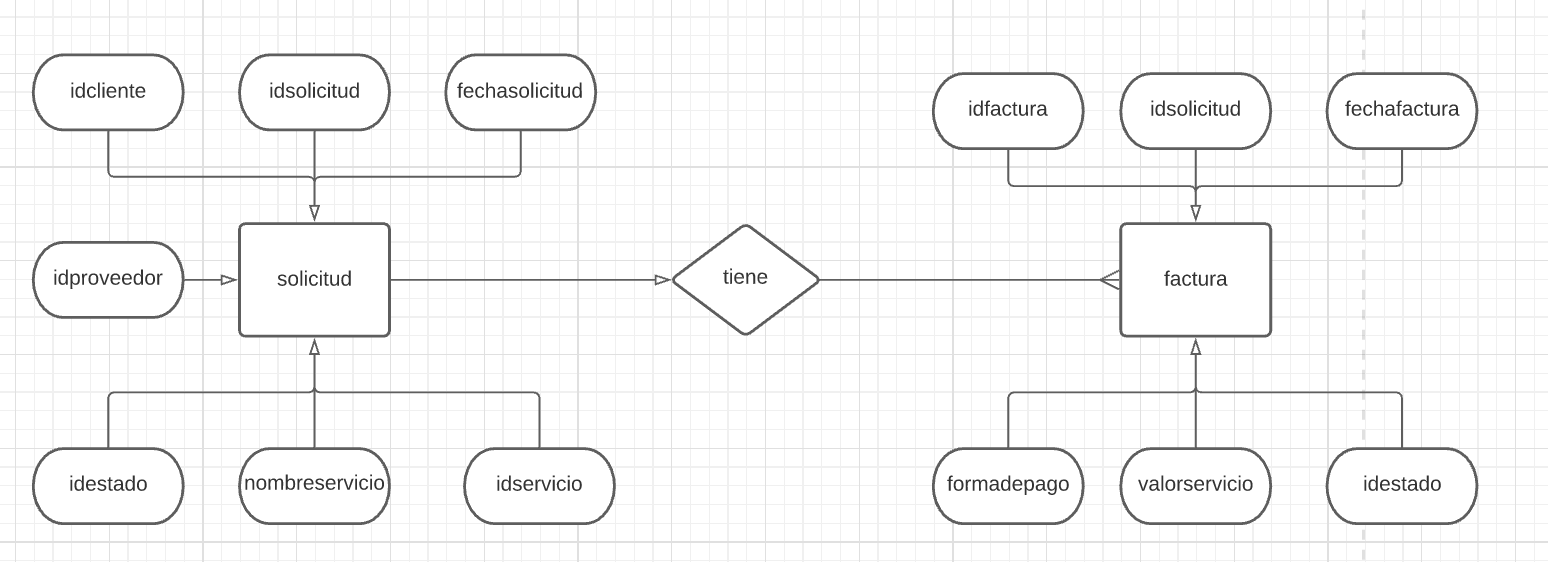 idcliente
idsolicitud
fechasolicitud
idfactura
idsolicitud
fechafactura
idproveedor
solicitud
tiene
factura
idestado
nombreservicio
idservicio
formadepago
valorservicio
idestado